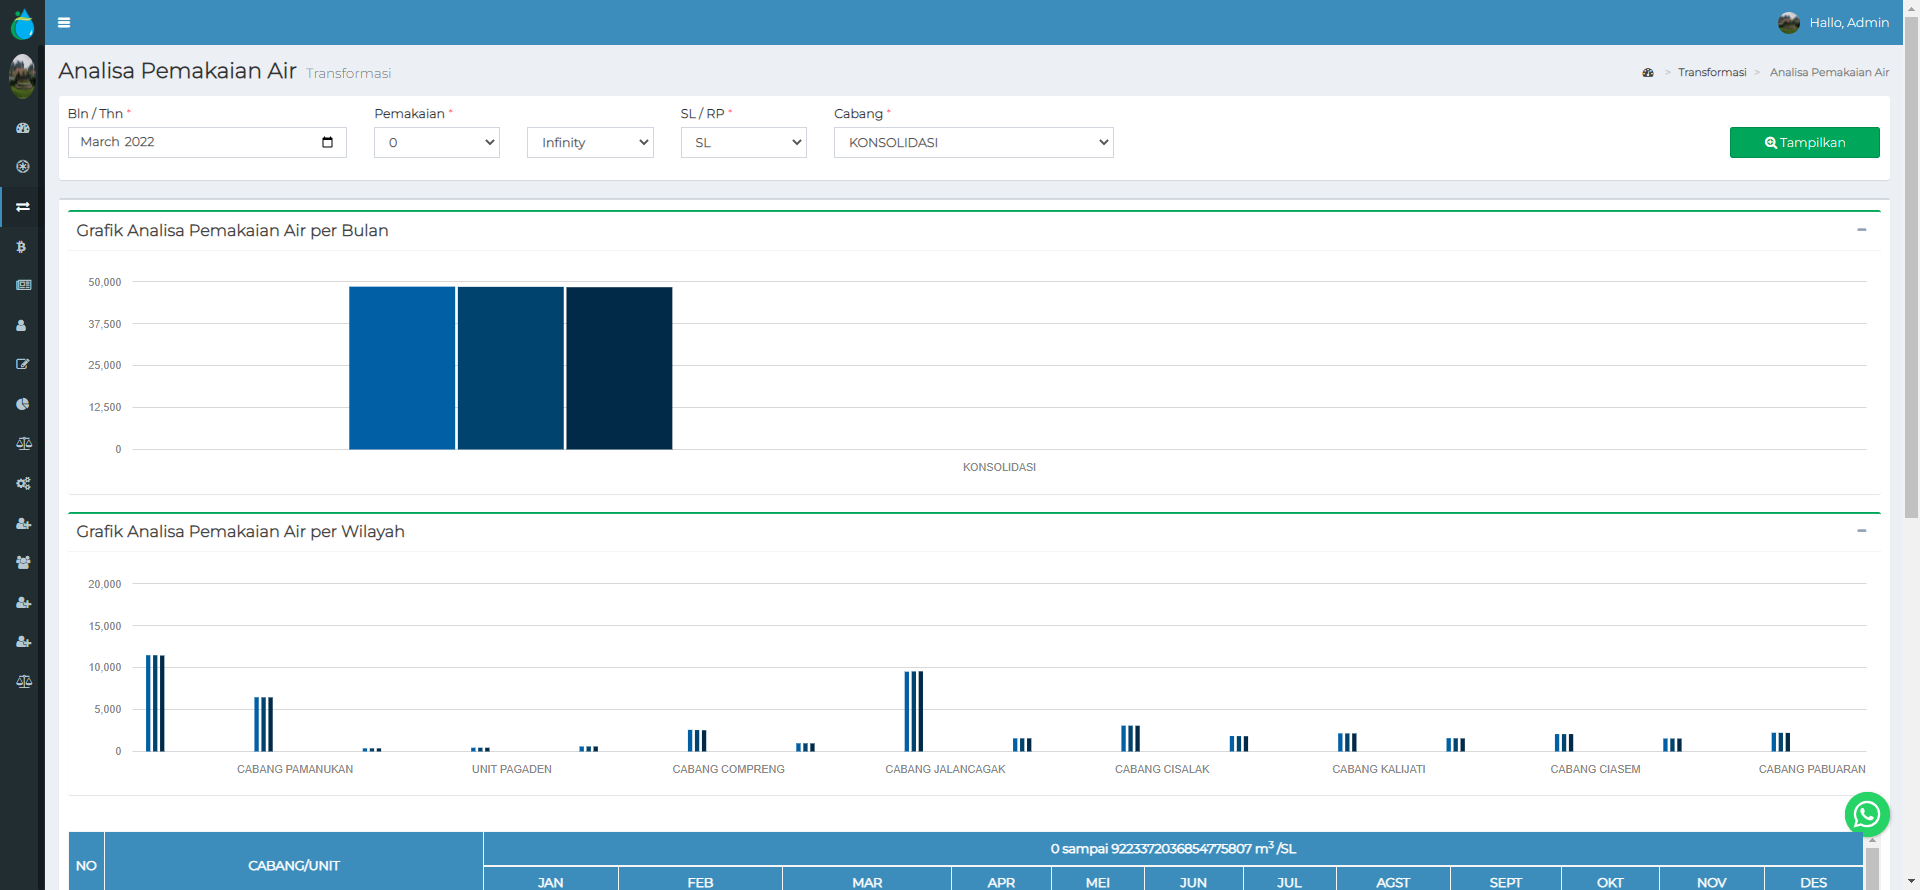 Hallo, Admin
Analisa Pemakaian Air Transformasi
> Transformasi > Analisa Pemakaian Air
Bln / Thn * Pemakaian * SL / RP * Cabang *
March 2022 0 Infinity SL KONSOLIDASI Tampilkan
Grafik Analisa Pemakaian Air per Bulan
50,000
37,500
25,000
12,500
0
KONSOLIDASI
Grafik Analisa Pemakaian Air per Wilayah
20,000
15,000
10,000
5,000
0
CABANG PAMANUKAN UNIT PAGADEN CABANG COMPRENG CABANG JALANCAGAK CABANG CISALAK CABANG KALIJATI CABANG CIASEM CABANG PABUARAN
NO CABANG/UNIT 0 sampai 9223372036854775807 m³ /SL
JAN FEB MAR APR MEI JUN JUL AGST SEPT OKT NOV DES